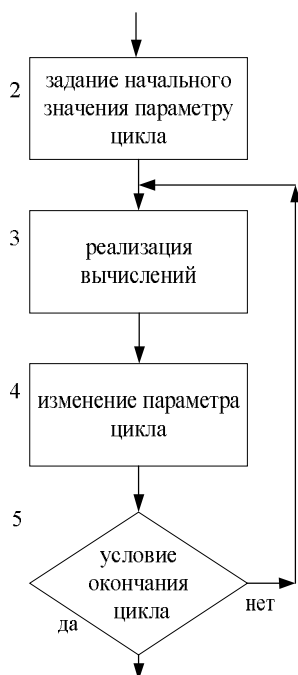 2
задание начального
значения параметру
цикла
3
реализация
вычислений
4
изменение параметра
цикла
5
условие
окончания
цикла
нет
да